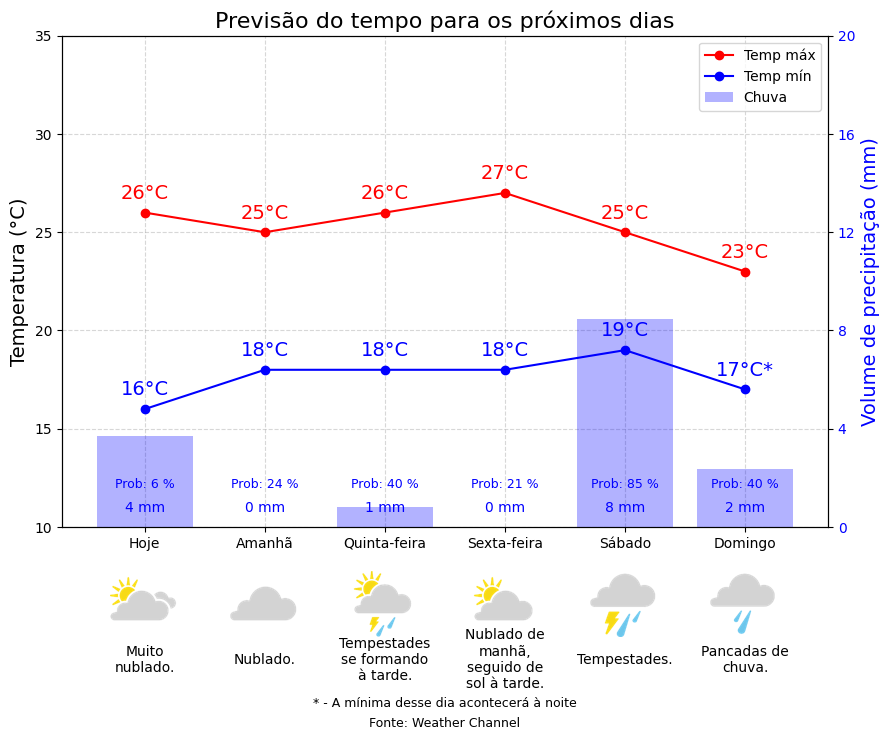 Previsão do tempo para os próximos dias
35
30
25
20
15
10
Temperatura (°C)
20
16
12
8
4
0
Volume de precipitação (mm)
Temp máx
Temp mín
Chuva
26°C
25°C
26°C
27°C
25°C
23°C
16°C
18°C
18°C
18°C
19°C
17°C*
Prob: 6 %
4 mm
Prob: 24 %
0 mm
Prob: 40 %
1 mm
Prob: 21 %
0 mm
Prob: 85 %
8 mm
Prob: 40 %
2 mm
Hoje
Amanhã
Quinta-feira
Sexta-feira
Sábado
Domingo
Muito
nublado.
Nublado.
Tempestades
se formando
à tarde.
Nublado de
manhã,
seguido de
sol à tarde.
Tempestades.
Pancadas de
chuva.
* - A mínima desse dia acontecerá à noite
Fonte: Weather Channel